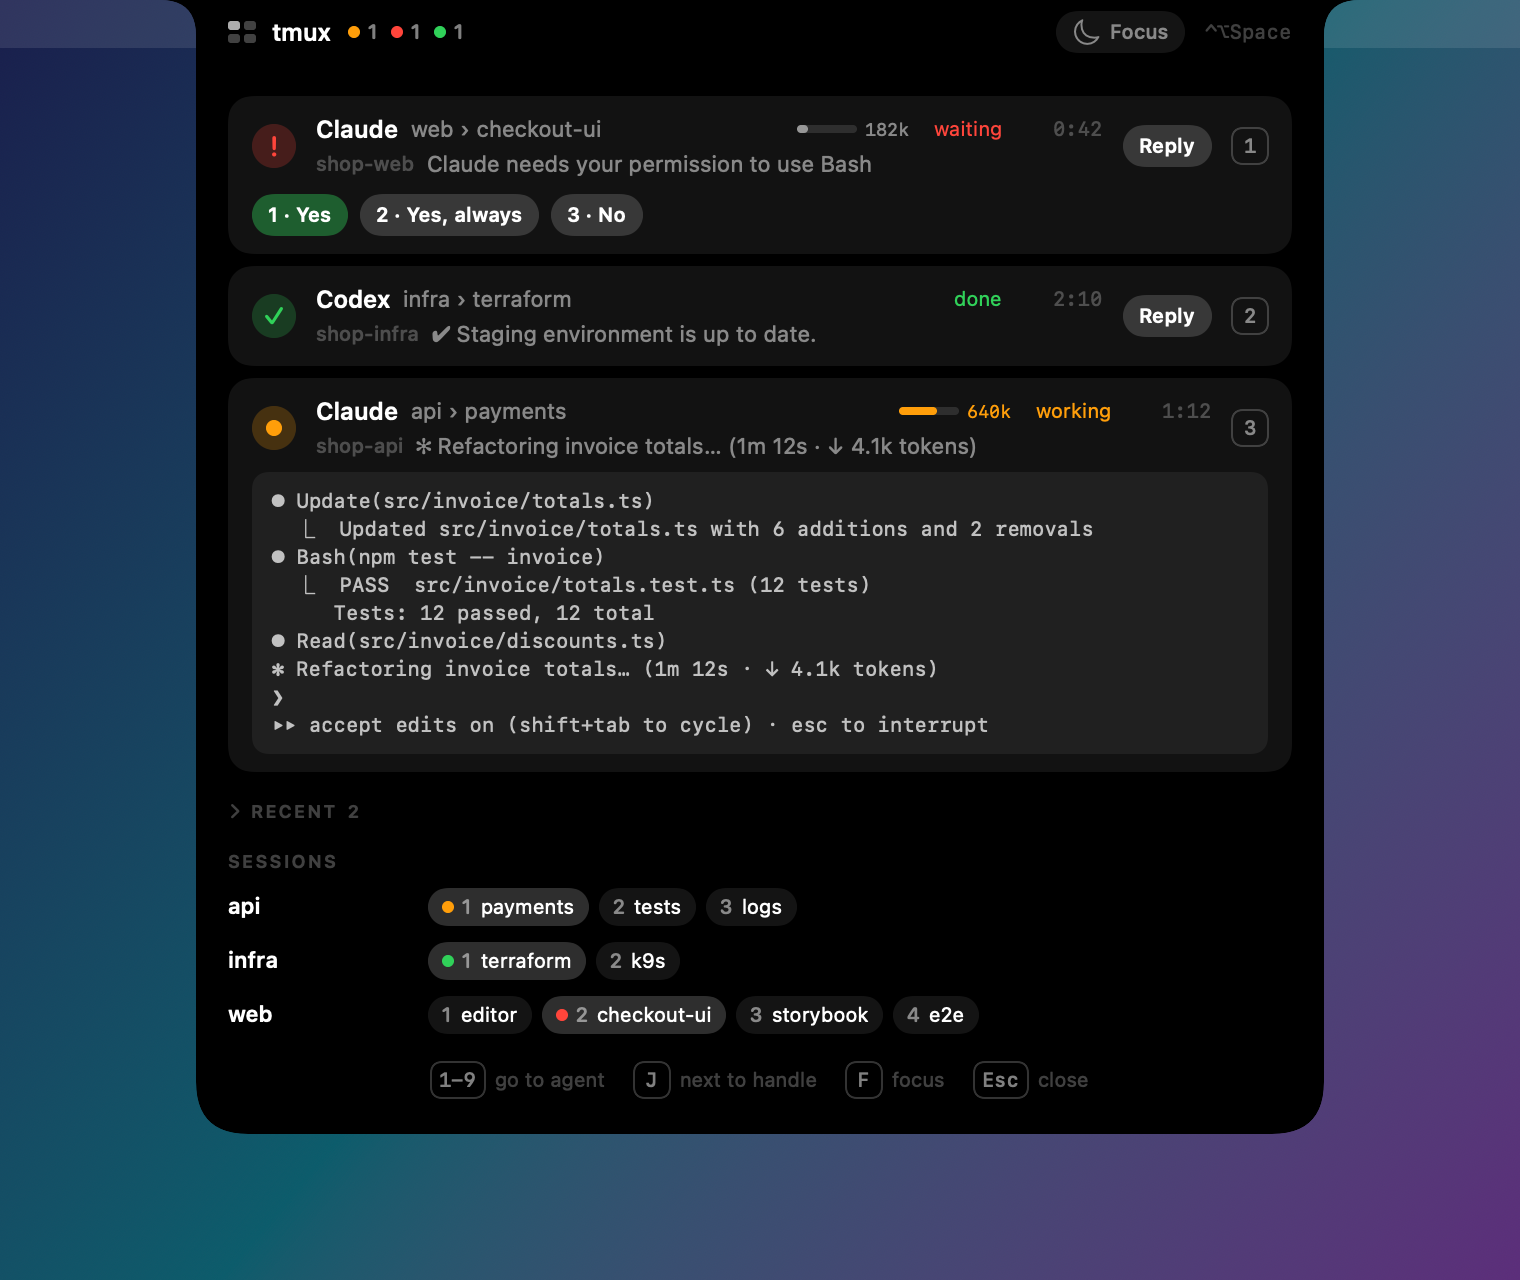 tmux 1 1 1 Focus ^⌥Space
! Claude web › checkout-ui 182k waiting 0:42 Reply 1
shop-web Claude needs your permission to use Bash
1 · Yes 2 · Yes, always 3 · No
Codex infra › terraform done 2:10 Reply 2
shop-infra ✔ Staging environment is up to date.
Claude api › payments 640k working 1:12 3
shop-api ✻ Refactoring invoice totals… (1m 12s · ↓ 4.1k tokens)
● Update(src/invoice/totals.ts)
⎿ Updated src/invoice/totals.ts with 6 additions and 2 removals
● Bash(npm test -- invoice)
⎿ PASS src/invoice/totals.test.ts (12 tests)
Tests: 12 passed, 12 total
● Read(src/invoice/discounts.ts)
✻ Refactoring invoice totals… (1m 12s · ↓ 4.1k tokens)
❯
▸▸ accept edits on (shift+tab to cycle) · esc to interrupt
> RECENT 2
SESSIONS
api 1 payments 2 tests 3 logs
infra 1 terraform 2 k9s
web 1 editor 2 checkout-ui 3 storybook 4 e2e
1–9 go to agent J next to handle F focus Esc close